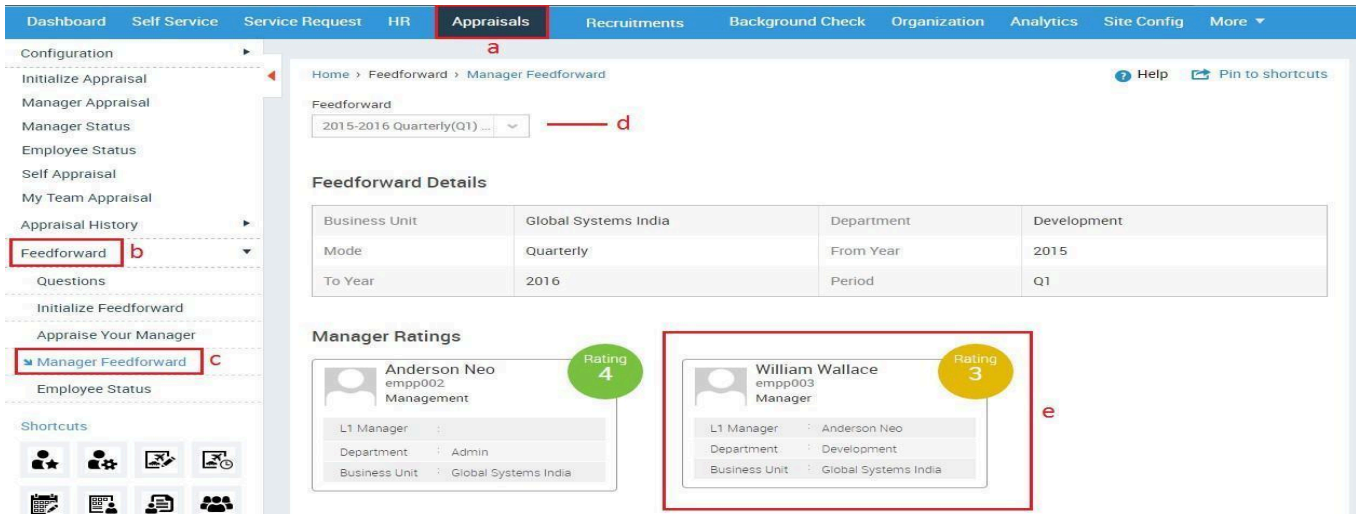 Dashboard Self Service Service Request HR Appraisals Recruitments Background Check Organization Analytics Site Config More
a
Configuration
Initialize Appraisal
Manager Appraisal
Manager Status
Employee Status
Self Appraisal
My Team Appraisal
Appraisal History
Feedforward b
Questions
Initialize Feedforward
Appraise Your Manager
Manager Feedforward c
Employee Status
Shortcuts
Home › Feedforward › Manager Feedforward
? Help Pin to shortcuts
Feedforward
2015-2016 Quarterly(Q1) ... d
Feedforward Details
Business Unit Global Systems India Department Development
Mode Quarterly From Year 2015
To Year 2016 Period Q1
Manager Ratings
Anderson Neo
empp002
Management
Rating
4
L1 Manager :
Department : Admin
Business Unit : Global Systems India
William Wallace
empp003
Manager
Rating
3
L1 Manager : Anderson Neo
Department : Development
Business Unit : Global Systems India
e